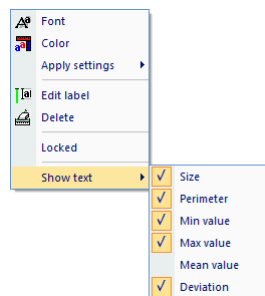 Font
Color
Apply settings
Edit label
Delete
Locked
Show text
Size
Perimeter
Min value
Max value
Mean value
Deviation